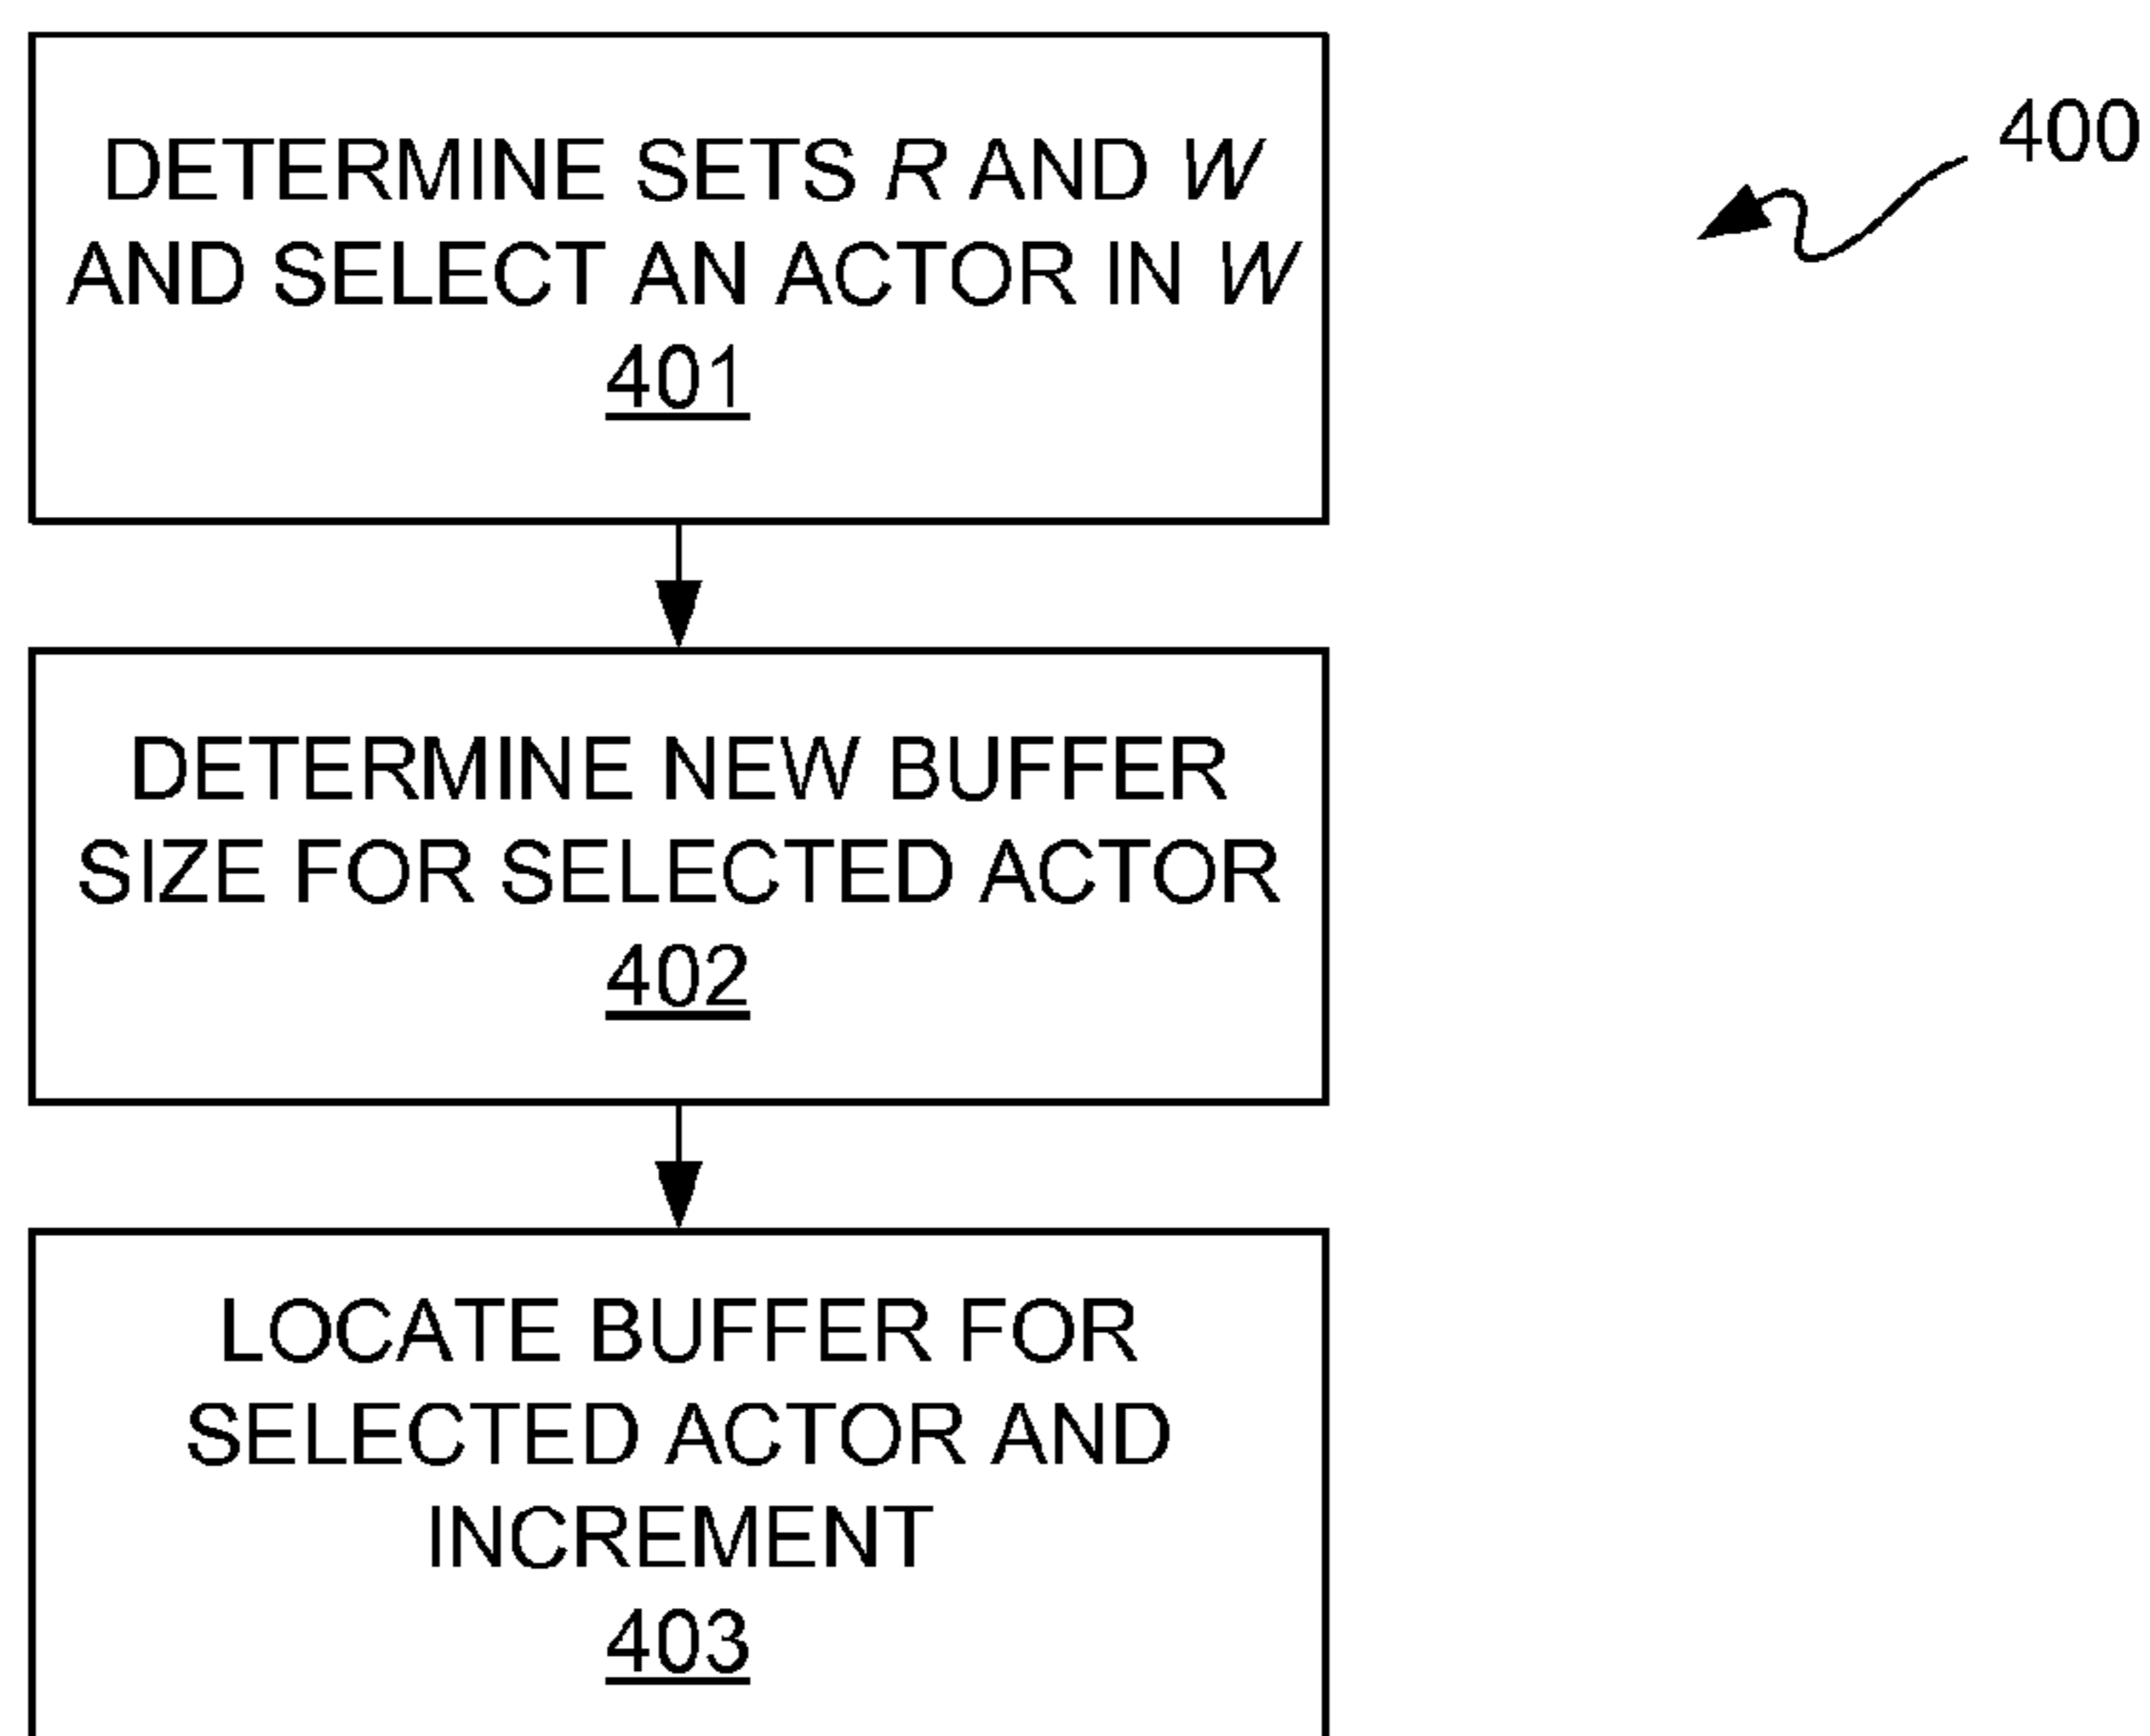 DETERMINE SETS R AND W
AND SELECT AN ACTOR IN W
401
400
DETERMINE NEW BUFFER
SIZE FOR SELECTED ACTOR
402
LOCATE BUFFER FOR
SELECTED ACTOR AND
INCREMENT
403